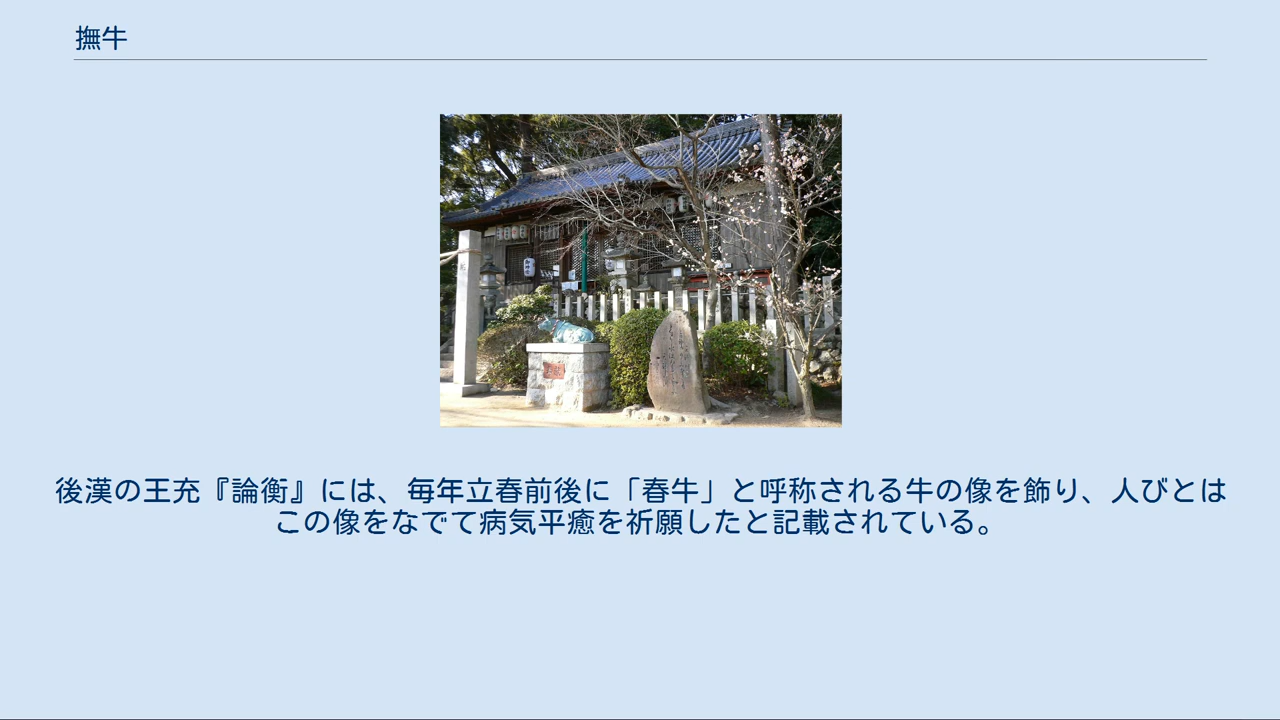 撫牛
後漢の王充『論衡』には、毎年立春前後に「春牛」と呼称される牛の像を飾り、人びとは
この像をなでて病気平癒を祈願したと記載されている。